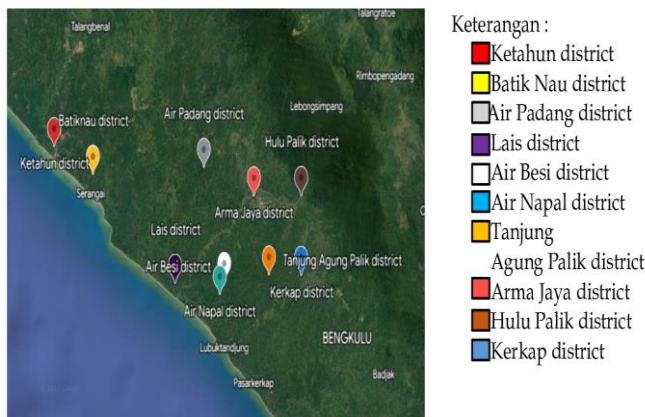 Talangbenal
Talangratoe
Rimbopengadang
Lebongsimpang
Batiknau district
Air Padang district
Hulu Palik district
Ketahun district
Serangai
Arma Jaya district
Lais district
Air Besi district
Tanjung Agung Palik district
Kerkap district
Air Napal district
BENGKULU
Lubuktandjung
Pasarkerkap
Badjak
Keterangan :
Ketahun district
Batik Nau district
Air Padang district
Lais district
Air Besi district
Air Napal district
Tanjung
Agung Palik district
Arma Jaya district
Hulu Palik district
Kerkap district